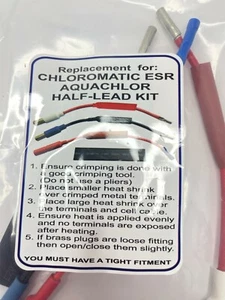 Replacement for:
CHLOROMATIC ESR
AQUACHLOR
HALF-LEAD KIT
1. Ensure crimping is done with
a good crimping tool.
(Do not use a pliers)
2. Place smaller heat shrink
over crimped metal terminals.
3. Place large heat shrink over
the terminals and cell cable.
4. Ensure heat is applied evenly
and no terminals are exposed
after heating.
5. If brass plugs are loose fitting
then open/close them slightly.
YOU MUST HAVE A TIGHT FITMENT